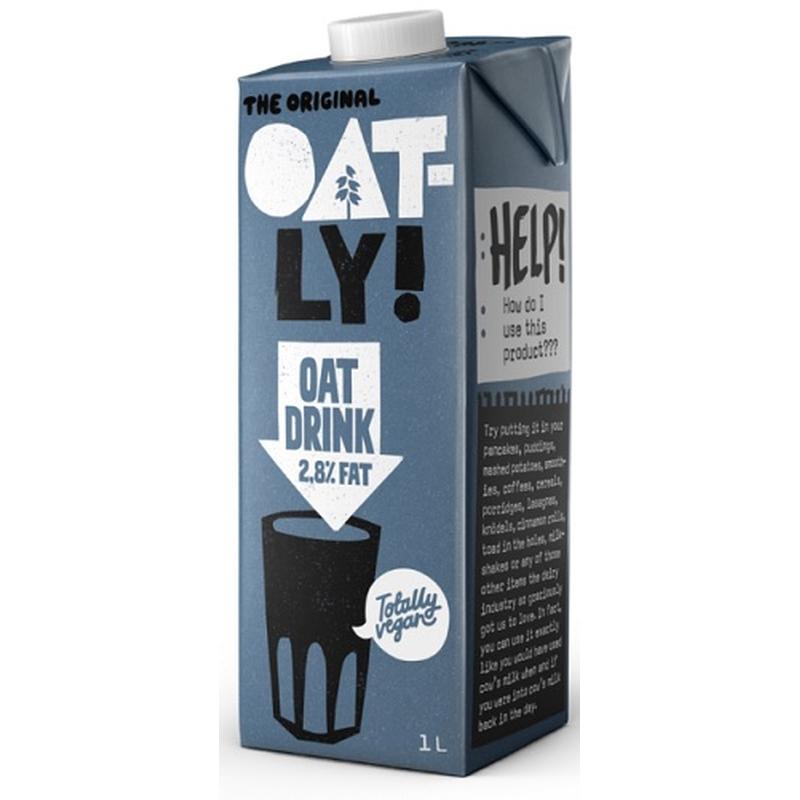 THE ORIGINAL
OAT-
LY!
OAT
DRINK
2,8% FAT
Totally
vegan
1 L
HELP!
How do I
use this
product???
Try putting it in your
pancakes, puddings,
mashed potatoes, smooth-
ies, coffees, cereals,
porridges, lasagnes,
knödels, cinnamon rolls,
toad in the holes, milk-
shakes or any of those
other items the dairy
industry so graciously
got us to love. In fact,
you can use it exactly
like you would have used
cow's milk when and if
you were into cow's milk
back in the day.